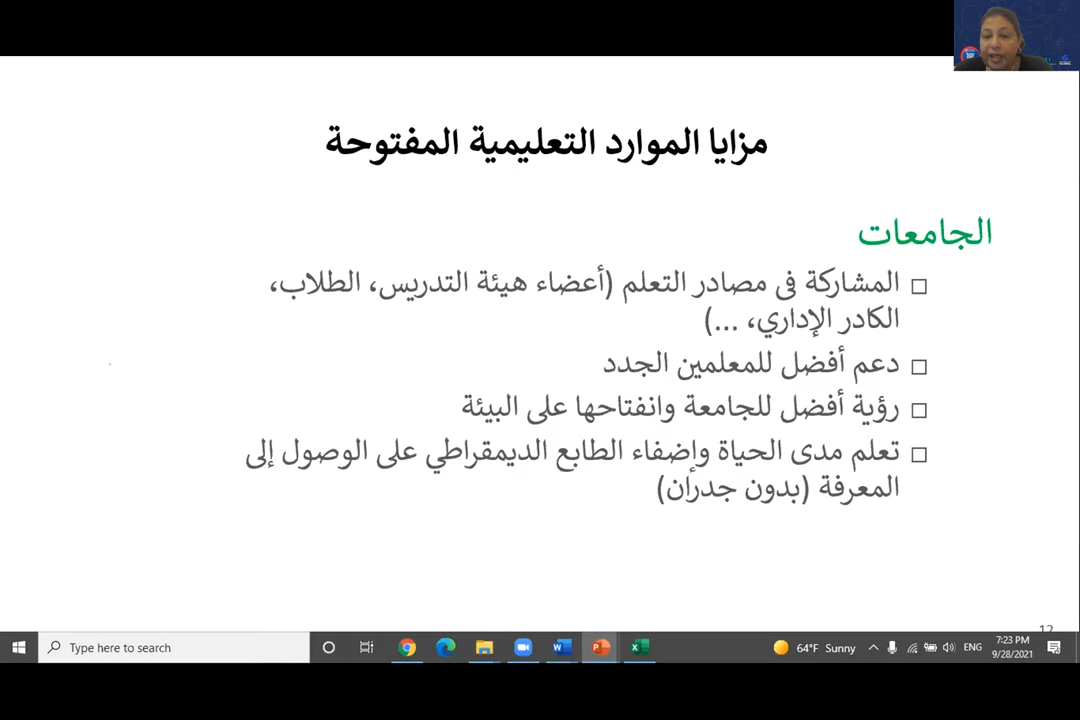 مزايا الموارد التعليمية المفتوحة
الجامعات
□ المشاركة فى مصادر التعلم (أعضاء هيئة التدريس، الطلاب،
الكادر الإداري، ...)
□ دعم أفضل للمعلمين الجدد
□ رؤية أفضل للجامعة وانفتاحها على البيئة
□ تعلم مدى الحياة وإضفاء الطابع الديمقراطي على الوصول إلى
المعرفة (بدون جدران)
12
Type here to search
64°F Sunny
ENG
7:23 PM
9/28/2021